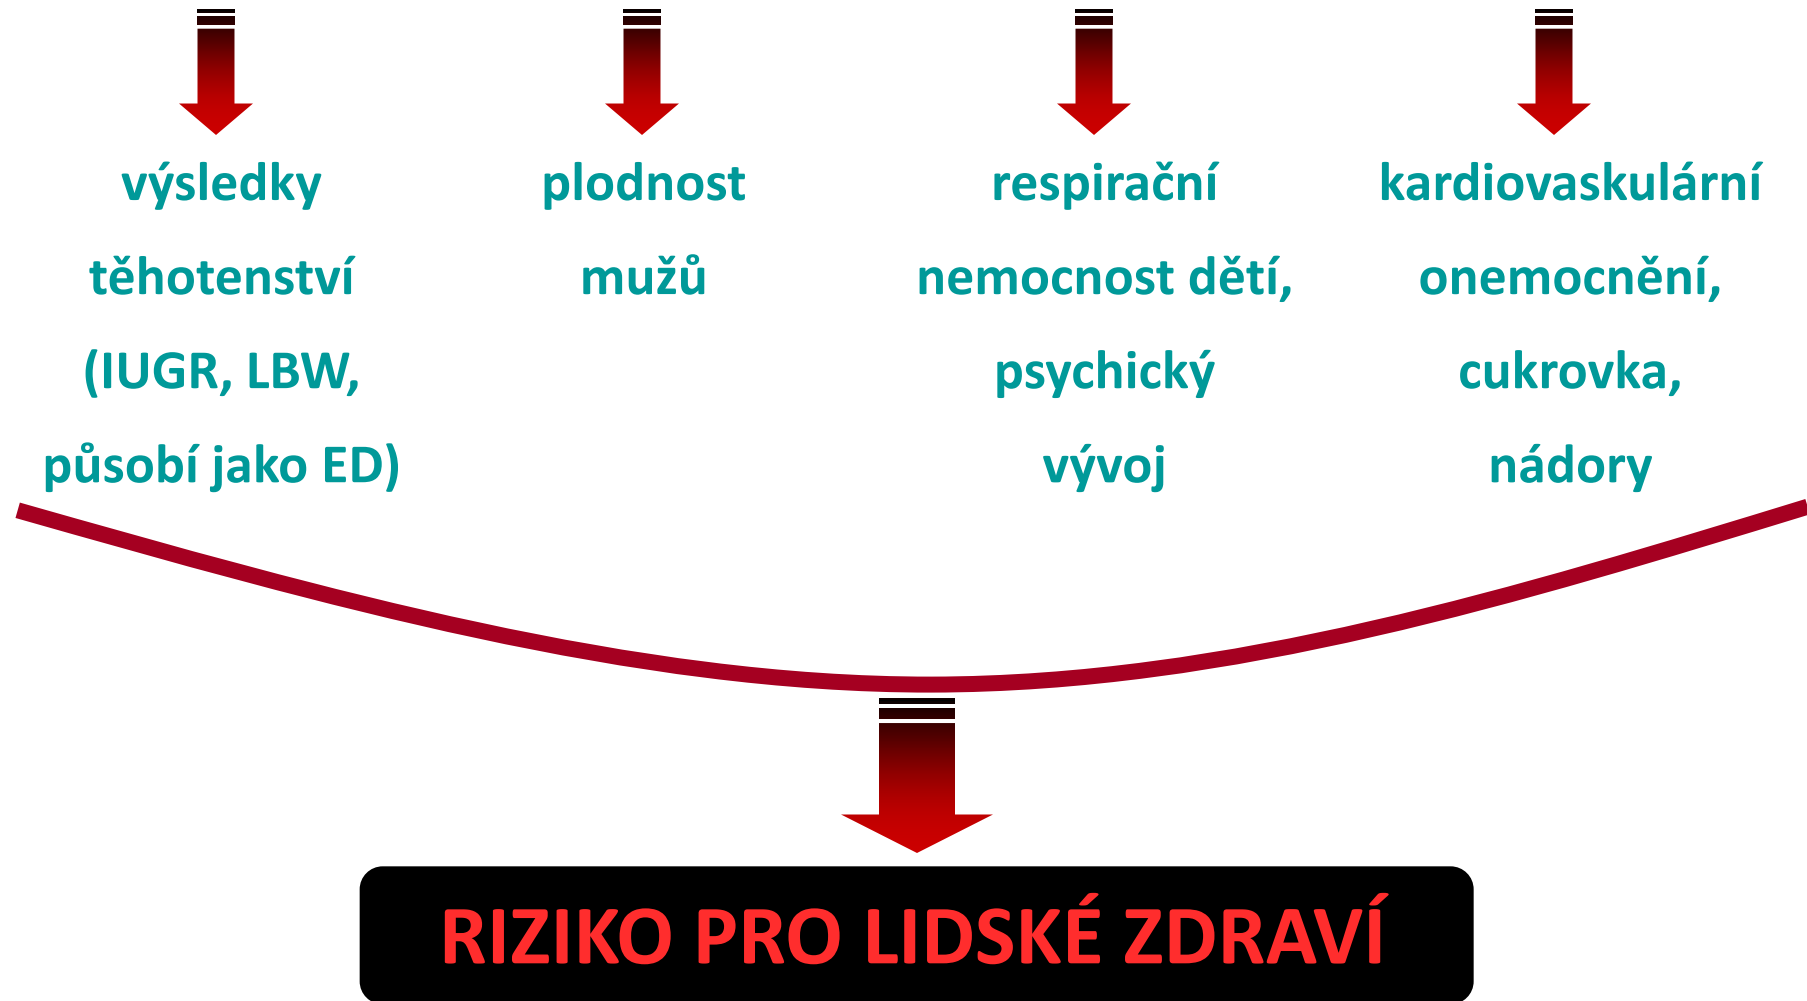 výsledky
těhotenství
(IUGR, LBW,
působí jako ED)
plodnost
mužů
respirační
nemocnost dětí,
psychický
vývoj
kardiovaskulární
onemocnění,
cukrovka,
nádory
RIZIKO PRO LIDSKÉ ZDRAVÍ